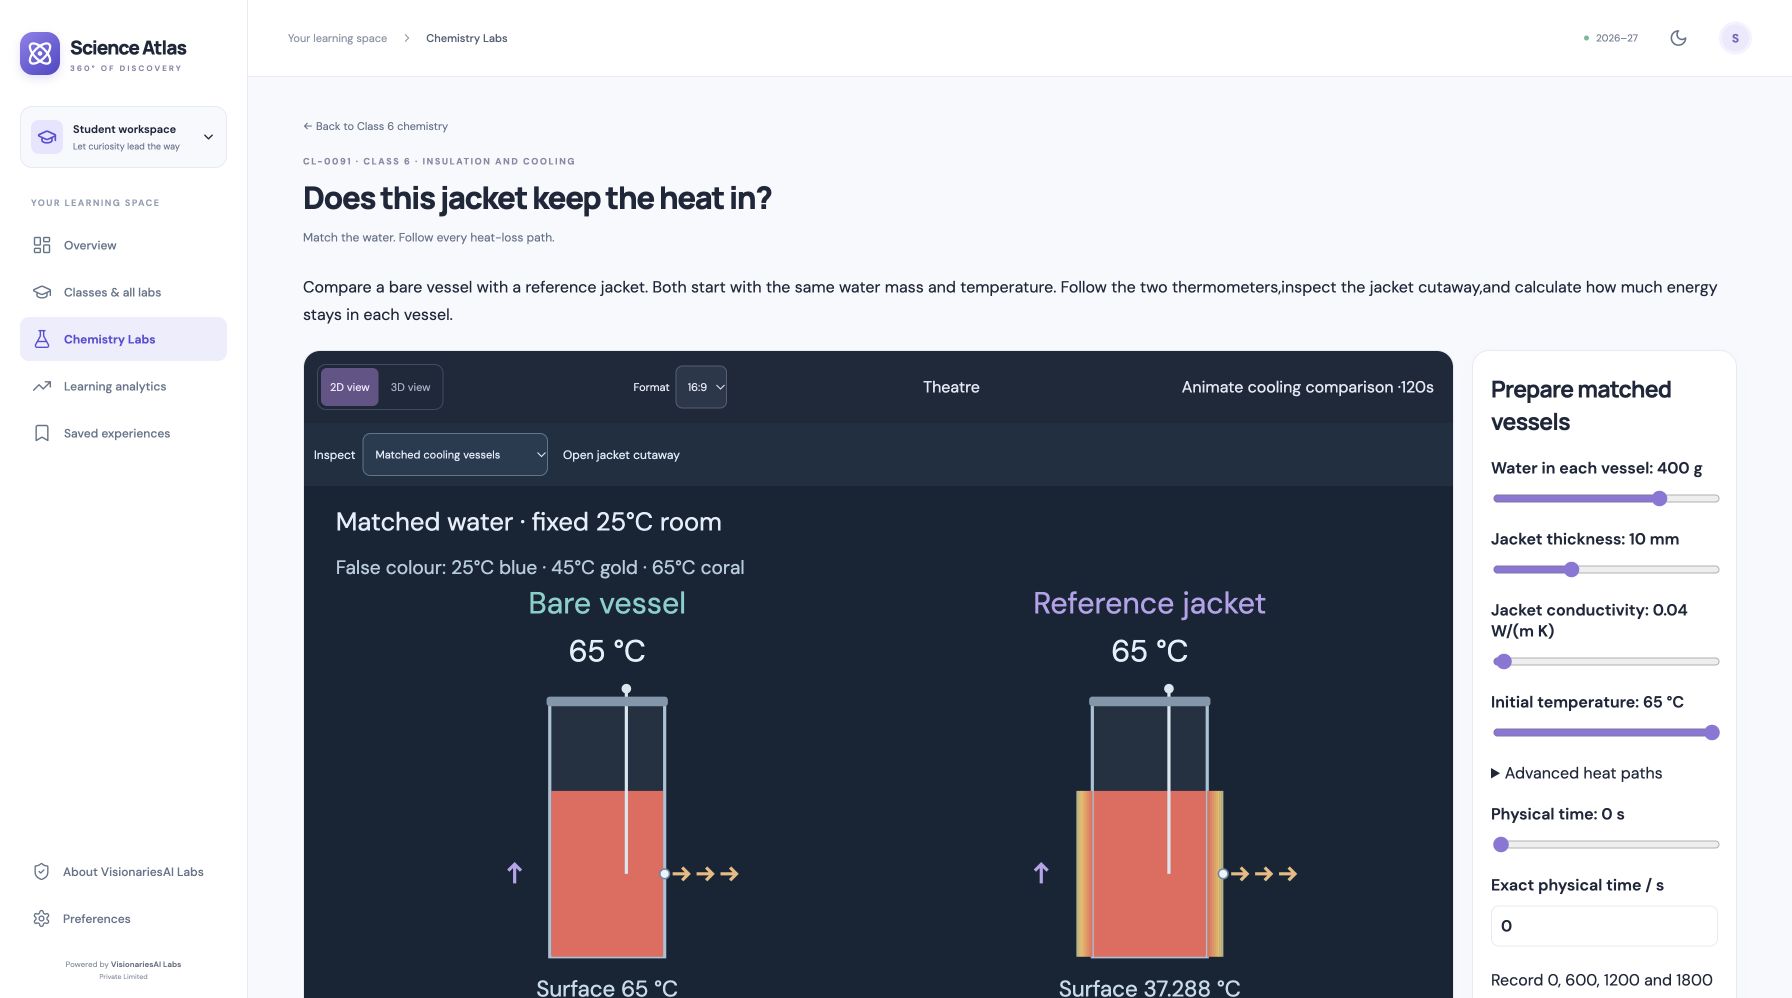 Science Atlas
360° OF DISCOVERY
Student workspace
Let curiosity lead the way
YOUR LEARNING SPACE
Overview
Classes & all labs
Chemistry Labs
Learning analytics
Saved experiences
About VisionariesAI Labs
Preferences
Powered by VisionariesAI Labs
Private Limited
Your learning space > Chemistry Labs
2026–27
S
← Back to Class 6 chemistry
CL-0091 · CLASS 6 · INSULATION AND COOLING
Does this jacket keep the heat in?
Match the water. Follow every heat-loss path.
Compare a bare vessel with a reference jacket. Both start with the same water mass and temperature. Follow the two thermometers,inspect the jacket cutaway,and calculate how much energy
stays in each vessel.
2D view 3D view Format 16:9 Theatre Animate cooling comparison ·120s
Inspect Matched cooling vessels Open jacket cutaway
Matched water · fixed 25°C room
False colour: 25°C blue · 45°C gold · 65°C coral
Bare vessel Reference jacket
65 °C 65 °C
Surface 65 °C Surface 37.288 °C
Prepare matched
vessels
Water in each vessel: 400 g
Jacket thickness: 10 mm
Jacket conductivity: 0.04
W/(m K)
Initial temperature: 65 °C
Advanced heat paths
Physical time: 0 s
Exact physical time / s
0
Record 0, 600, 1200 and 1800